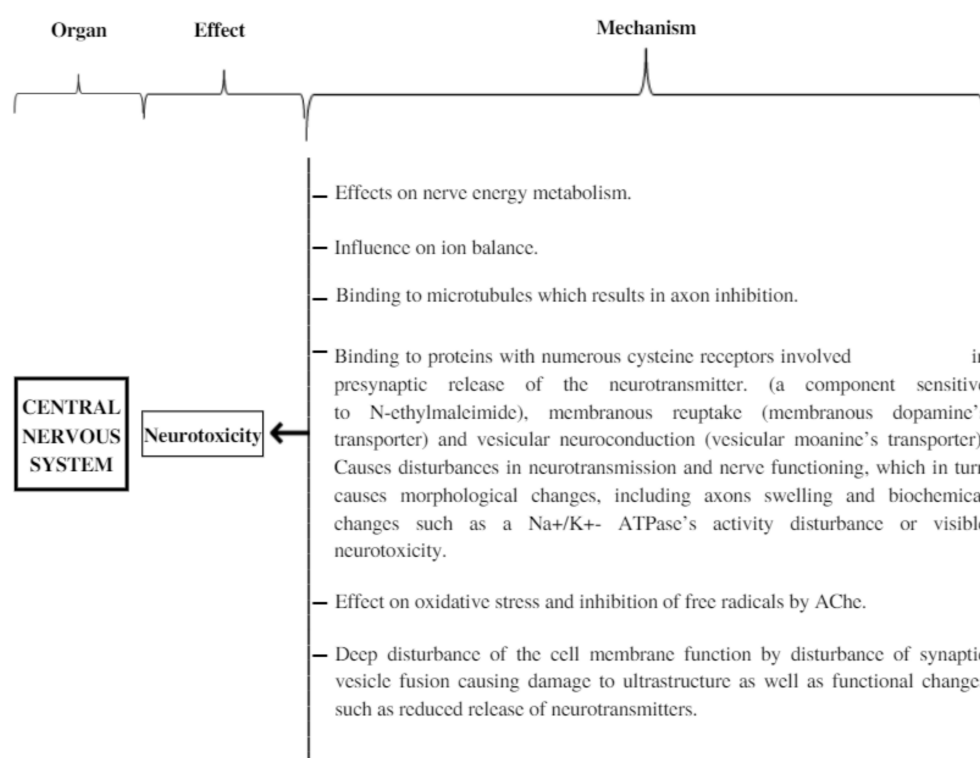 Organ Effect Mechanism
Effects on nerve energy metabolism.
Influence on ion balance.
Binding to microtubules which results in axon inhibition.
Binding to proteins with numerous cysteine receptors involved
presynaptic release of the neurotransmitter. (a component
to N-ethylmaleimide), membranous reuptake (membranous dopamine'
transporter) and vesicular neuroconduction (vesicular moanine's transporter)
Causes disturbances in neurotransmission and nerve functioning, which in
causes morphological changes, including axons swelling and
changes such as a Na+/K+- ATPase's activity disturbance or
neurotoxicity.
CENTRAL
NERVOUS
SYSTEM
Neurotoxicity
Effect on oxidative stress and inhibition of free radicals by AChe.
Deep disturbance of the cell membrane function by disturbance of
vesicle fusion causing damage to ultrastructure as well as functional
such as reduced release of neurotransmitters.